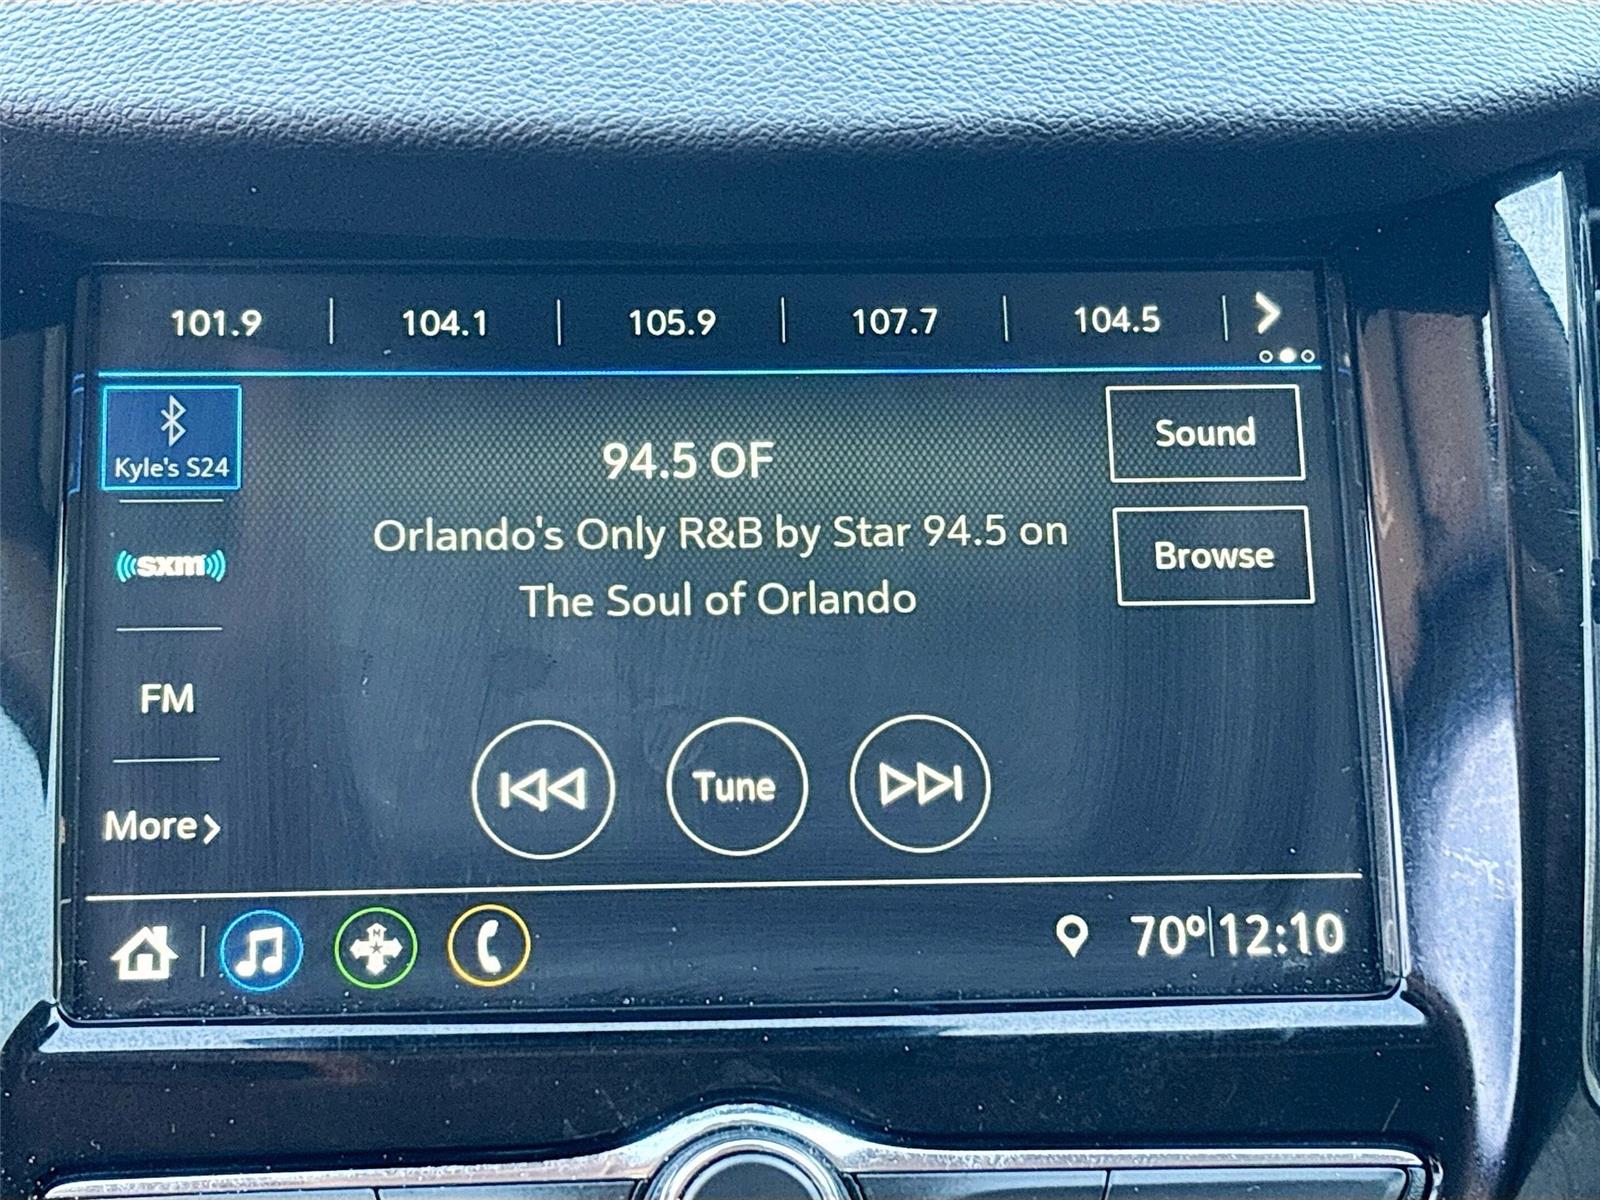 101.9 104.1 105.9 107.7 104.5
Kyle's S24
94.5 OF
Sound
Orlando's Only R&B by Star 94.5 on
The Soul of Orlando
Browse
((sxm))
FM
More
Tune
N
70° 12:10